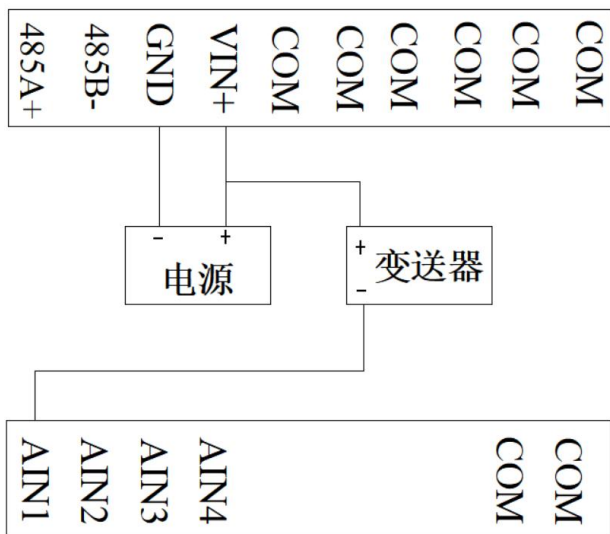 485A+ 485B- GND VIN+ COM COM COM COM COM COM
- +
电源
+
-
变送器
AIN1 AIN2 AIN3 AIN4 COM COM